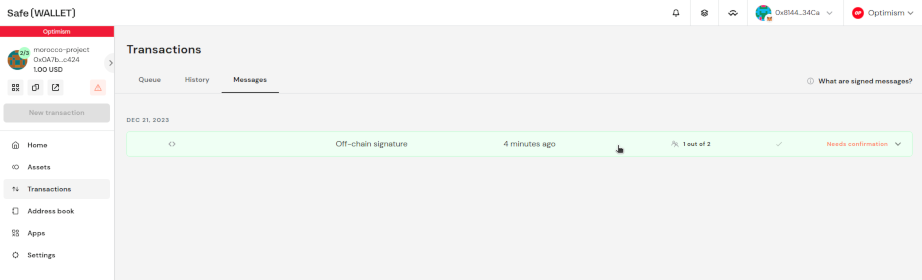 Safe{WALLET}
0x8144...34Ca
OP
Optimism
Optimism
2/3
morocco-project
0x0A7b...c424
1.00 USD
New transaction
Home
Assets
Transactions
Address book
Apps
Settings
Transactions
Queue
History
Messages
What are signed messages?
DEC 21, 2023
Off-chain signature
4 minutes ago
1 out of 2
Needs confirmation